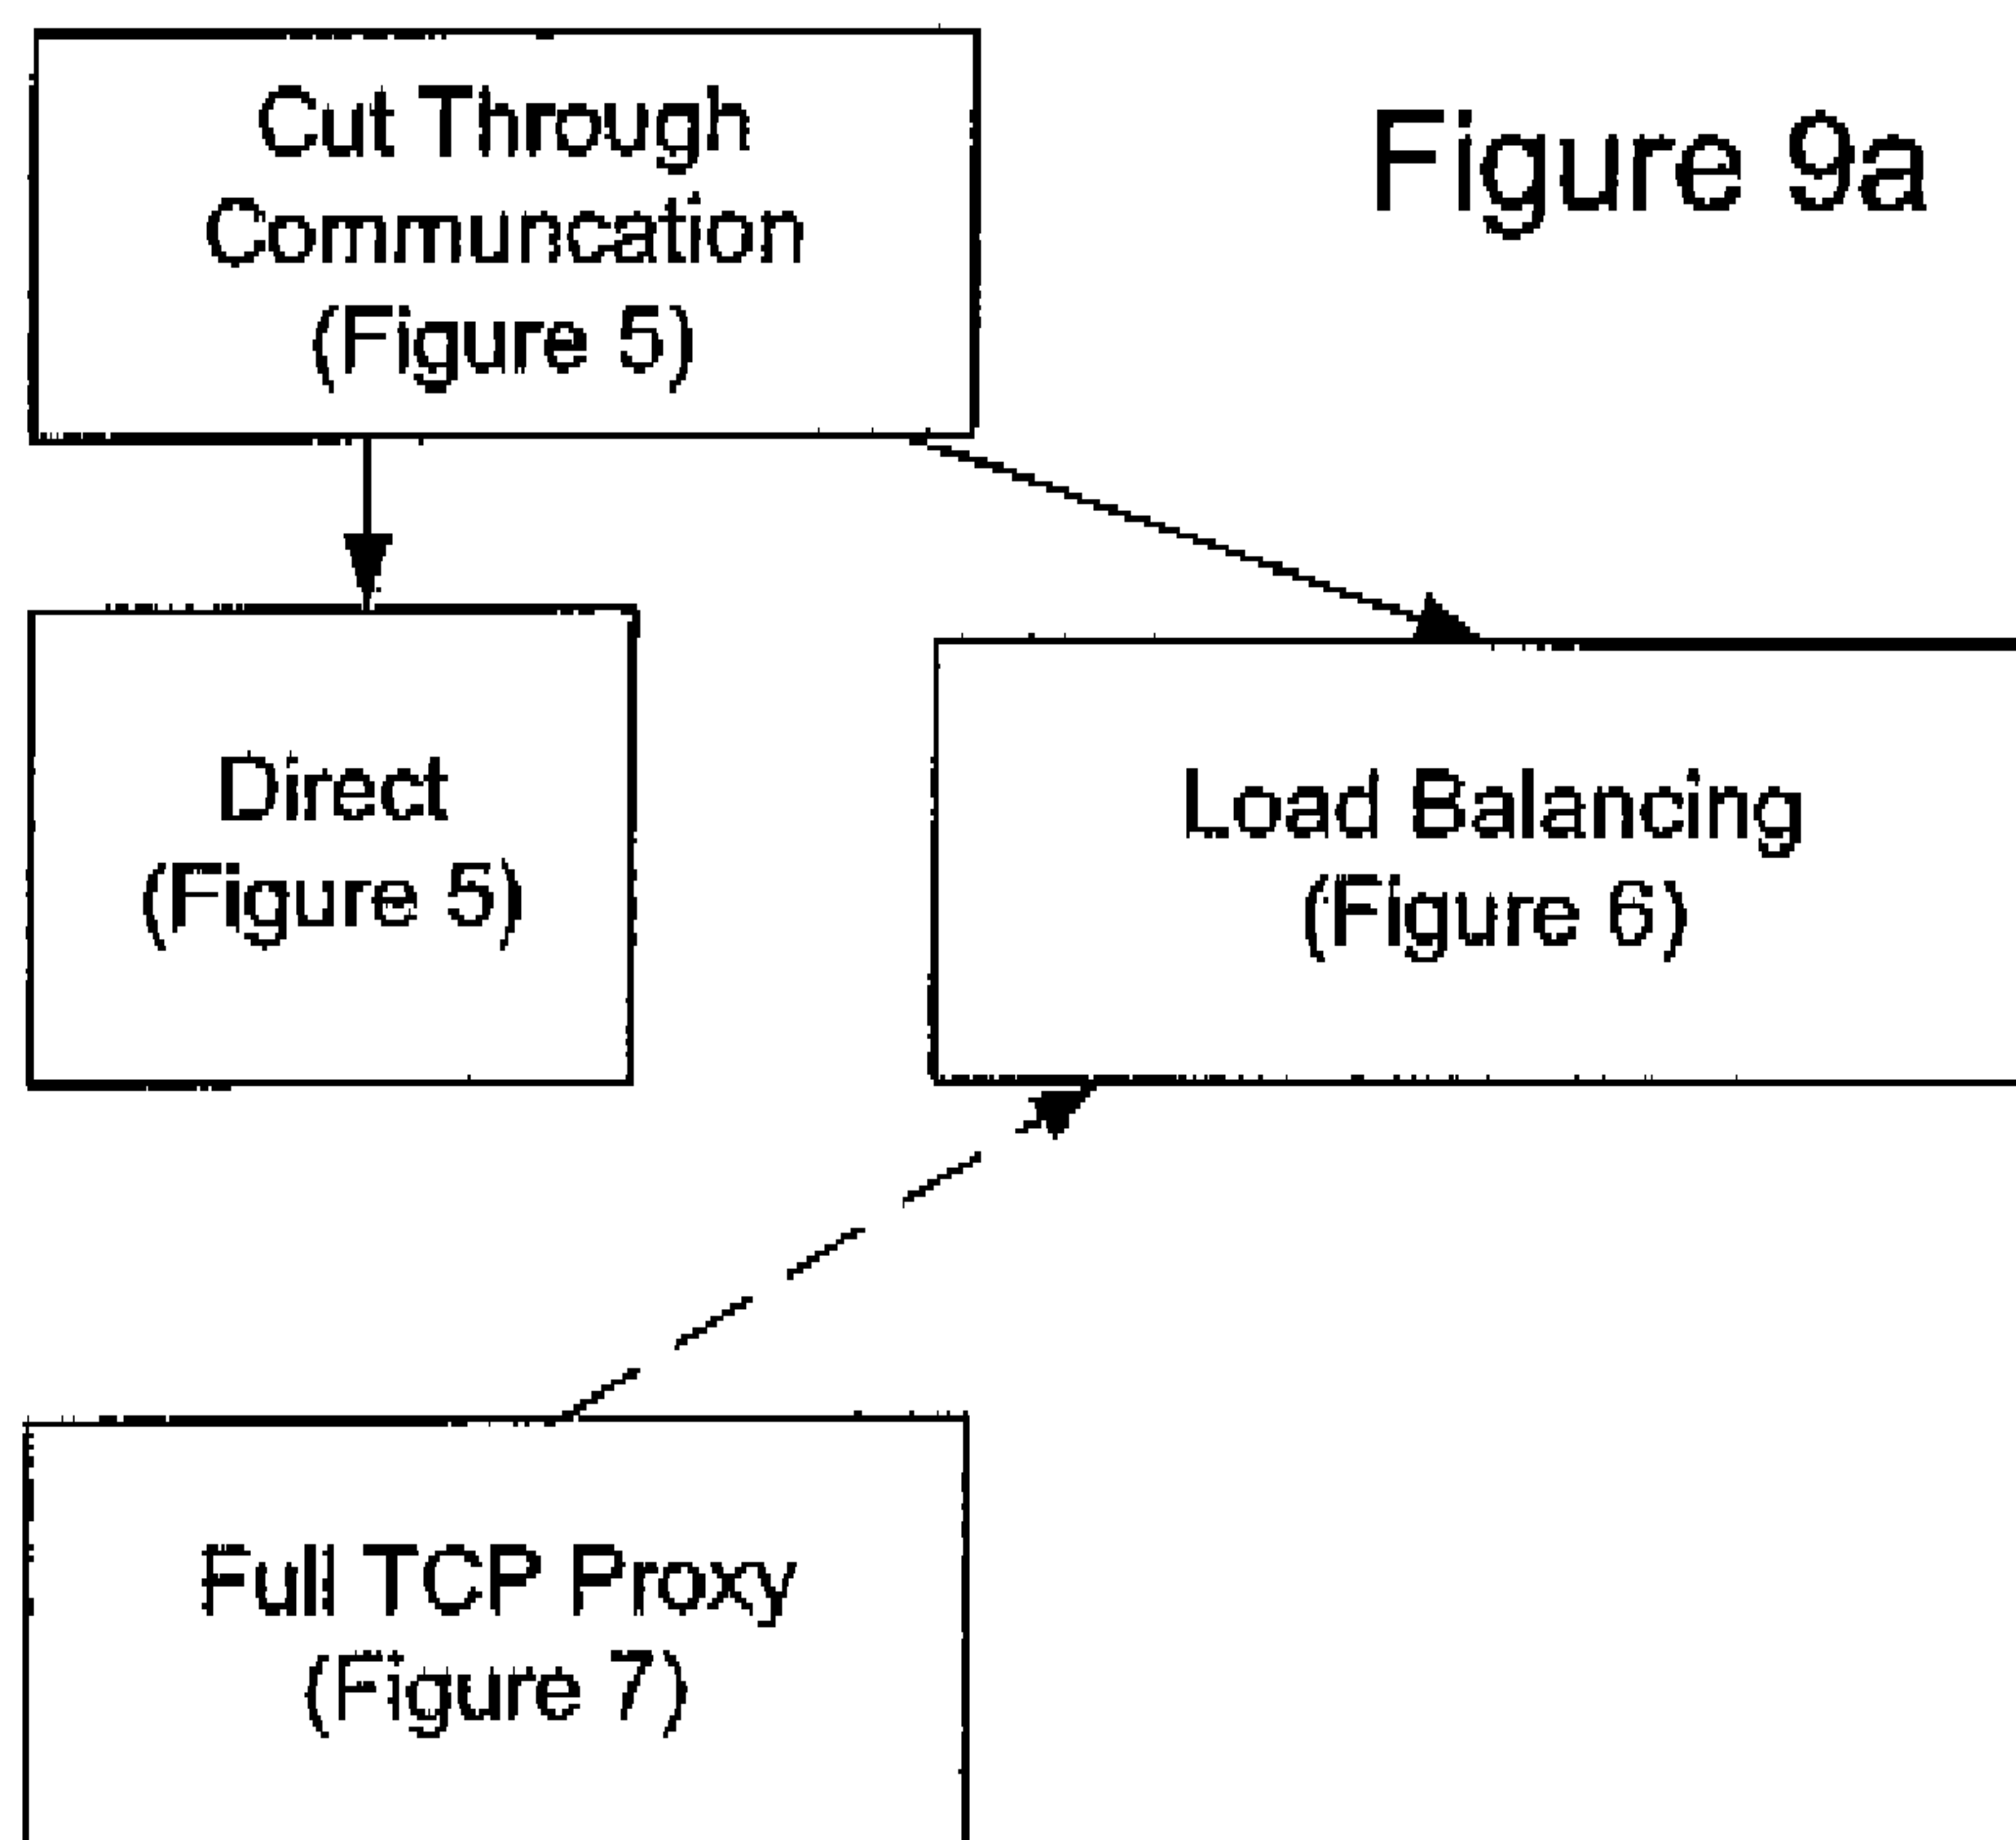 Cut Through
Communcation
(Figure 5)
Figure 9a
Direct
(Figure 5)
Load Balancing
(Figure 6)
Full TCP Proxy
(Figure 7)